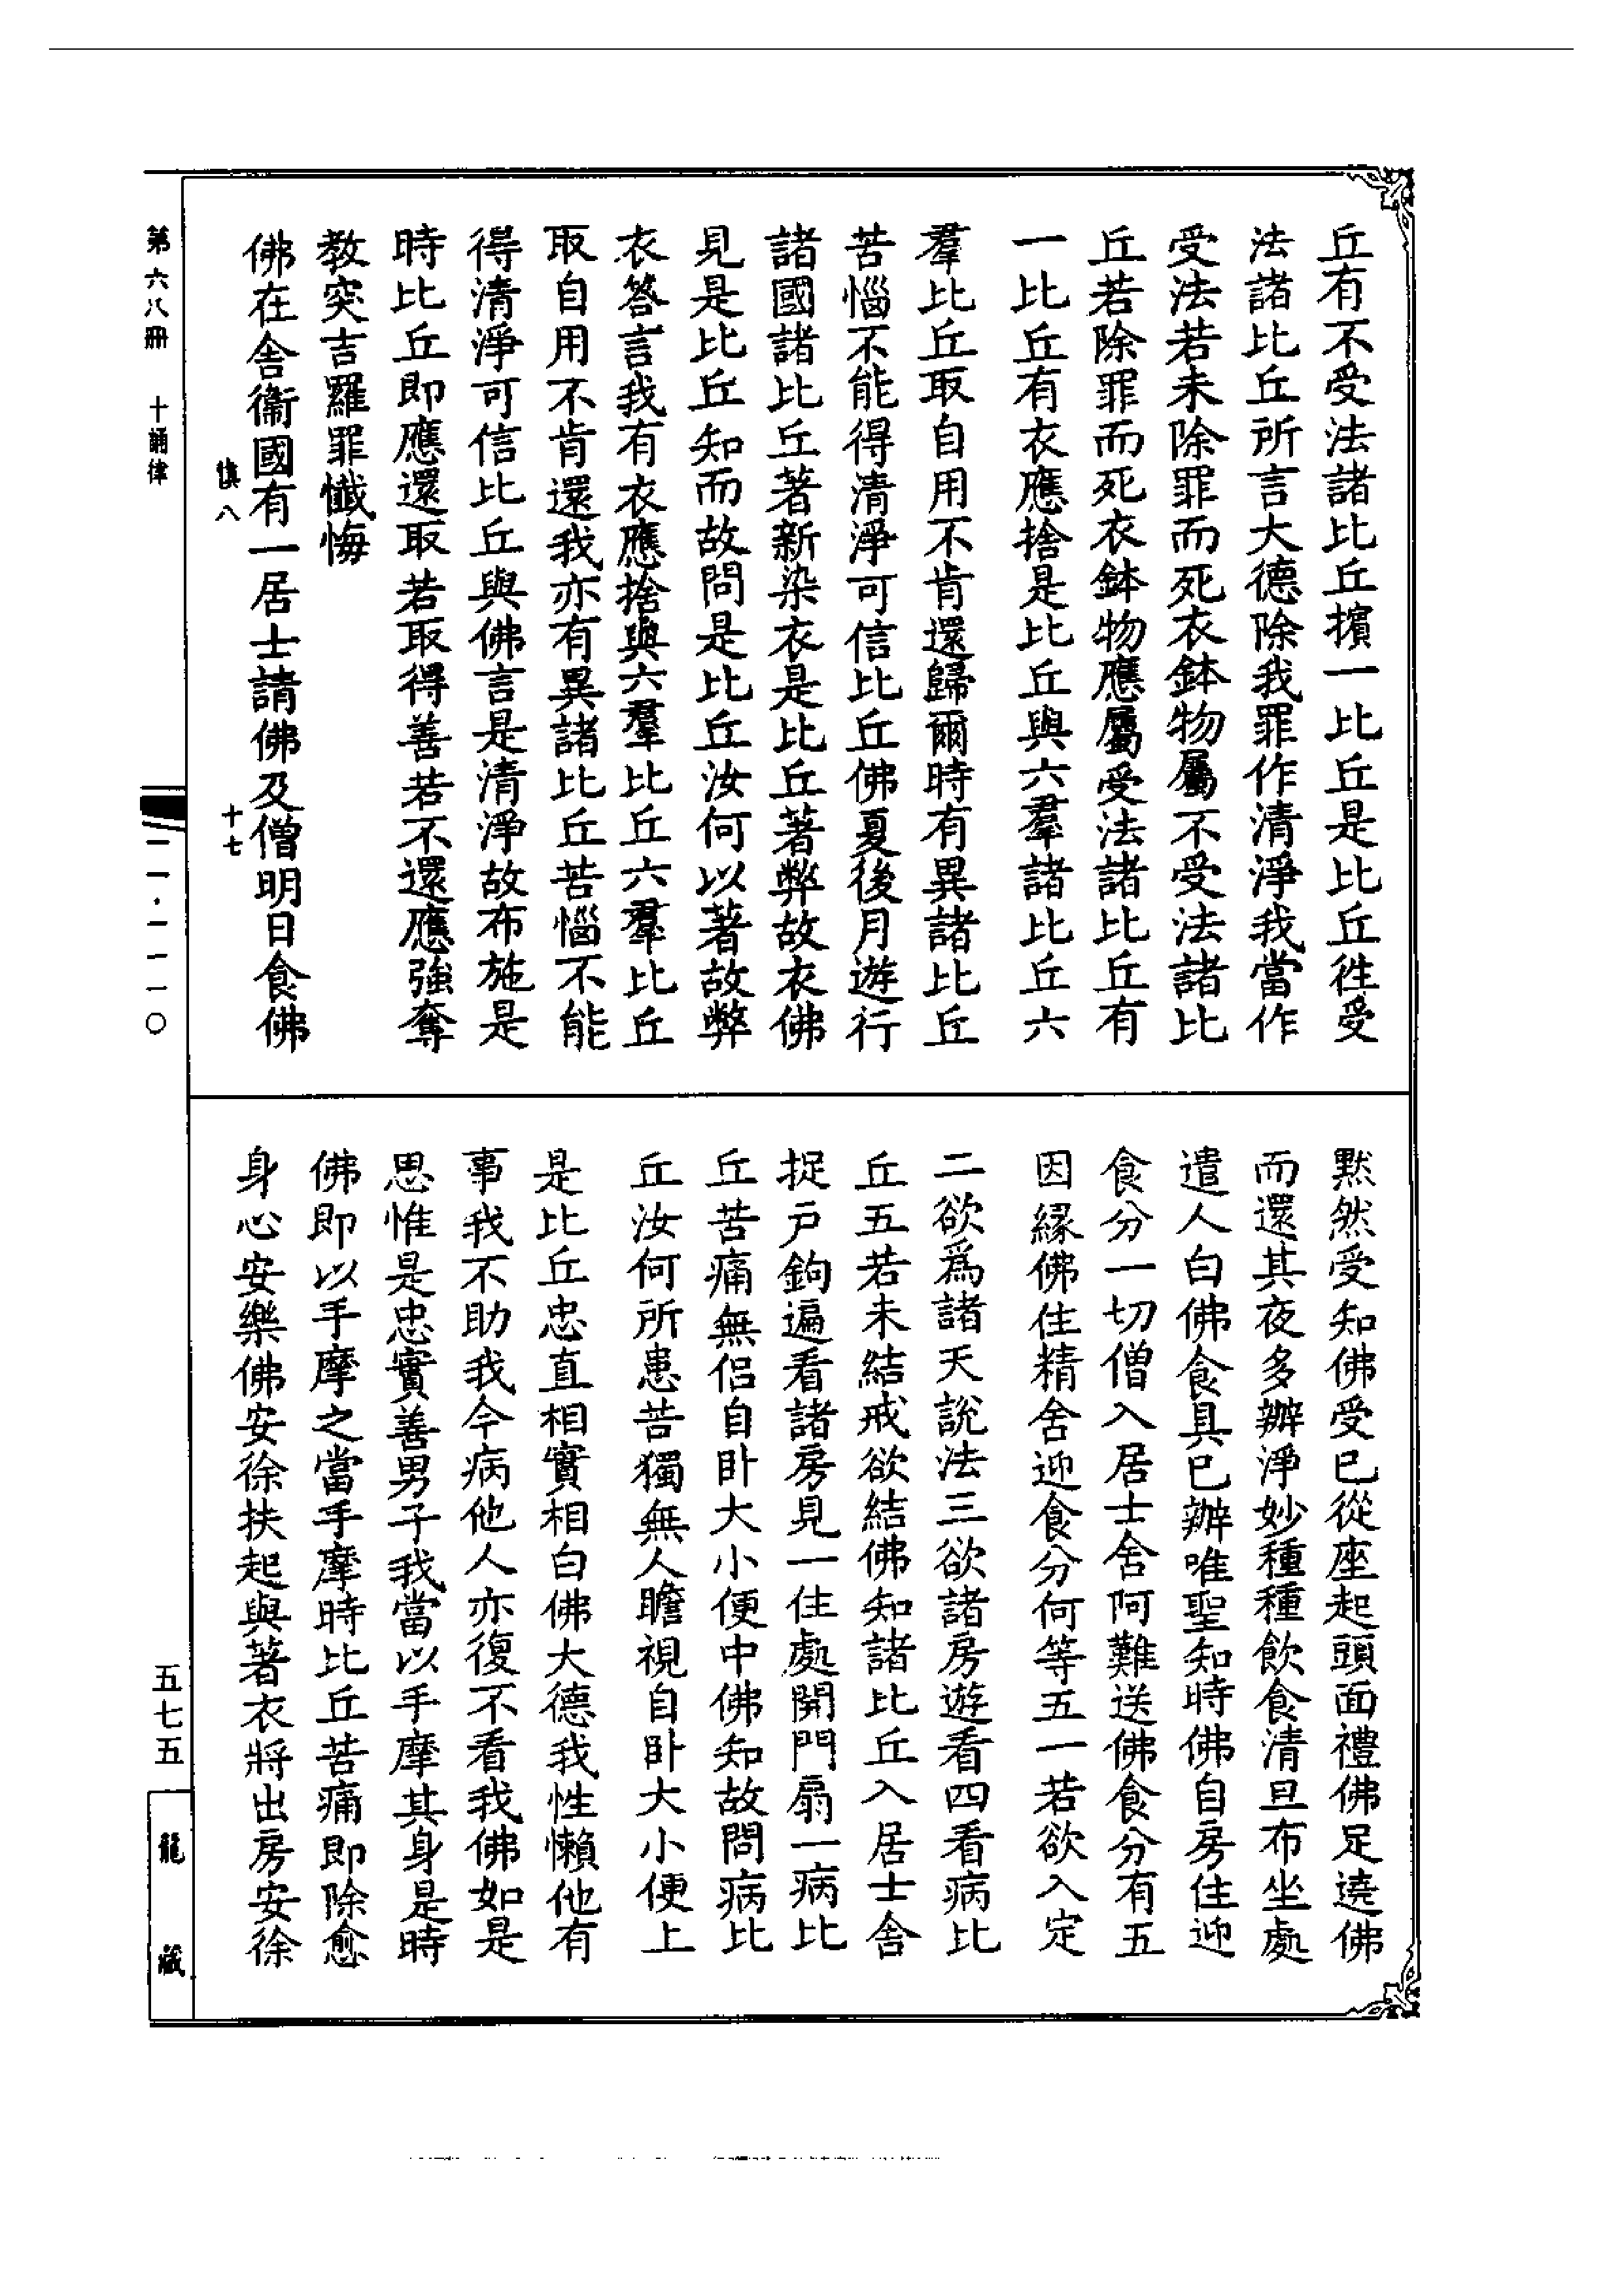 丘有不受法諸比丘擯一比丘是比丘徃受
法諸比丘所言大德除我罪作清淨我當作
受法若未除罪而死衣鉢物屬不受法諸比
丘若除罪而死衣鉢物應屬受法諸比丘有
一比丘有衣應捨是比丘與六羣諸比丘六
羣比丘取自用不肯還歸爾時有異諸比丘
苦惱不能得清淨可信比丘佛夏後月遊行
諸國諸比丘著新染衣是比丘著弊故衣佛
見是比丘知而故問是比丘汝何以著故弊
衣答言我有衣應捨與六羣比丘六羣比丘
取自用不肯還我亦有異諸比丘苦惱不能
得清淨可信比丘與佛言是清淨故布施是
時比丘即應還取若取得善若不還應強奪
教突吉羅罪懺悔
佛在舍衞國有一居士請佛及僧明日食佛
慎八 十七
默然受知佛受已從座起頭面禮佛足遶佛
而還其夜多辦淨妙種種飲食清旦布坐處
遣人白佛食具已辦唯聖知時佛自房住迎
食分一切僧入居士舍阿難送佛食分有五
因緣佛住精舍迎食分何等五一若欲入定
二欲爲諸天說法三欲諸房遊看四看病比
丘五若未結戒欲結佛知諸比丘入居士舍
捉戶鉤遍看諸房見一住處開門扇一病比
丘苦痛無侶自卧大小便中佛知故問病比
丘汝何所患苦獨無人瞻視自卧大小便上
是比丘忠直相實相白佛大德我性懶他有
事我不助我今病他人亦復不看我佛如是
思惟是忠實善男子我當以手摩其身是時
佛即以手摩之當手摩時比丘苦痛即除愈
身心安樂佛安徐扶起與著衣將出房安徐
第六八冊 十誦律
一一·一一一〇
五七五
龍藏